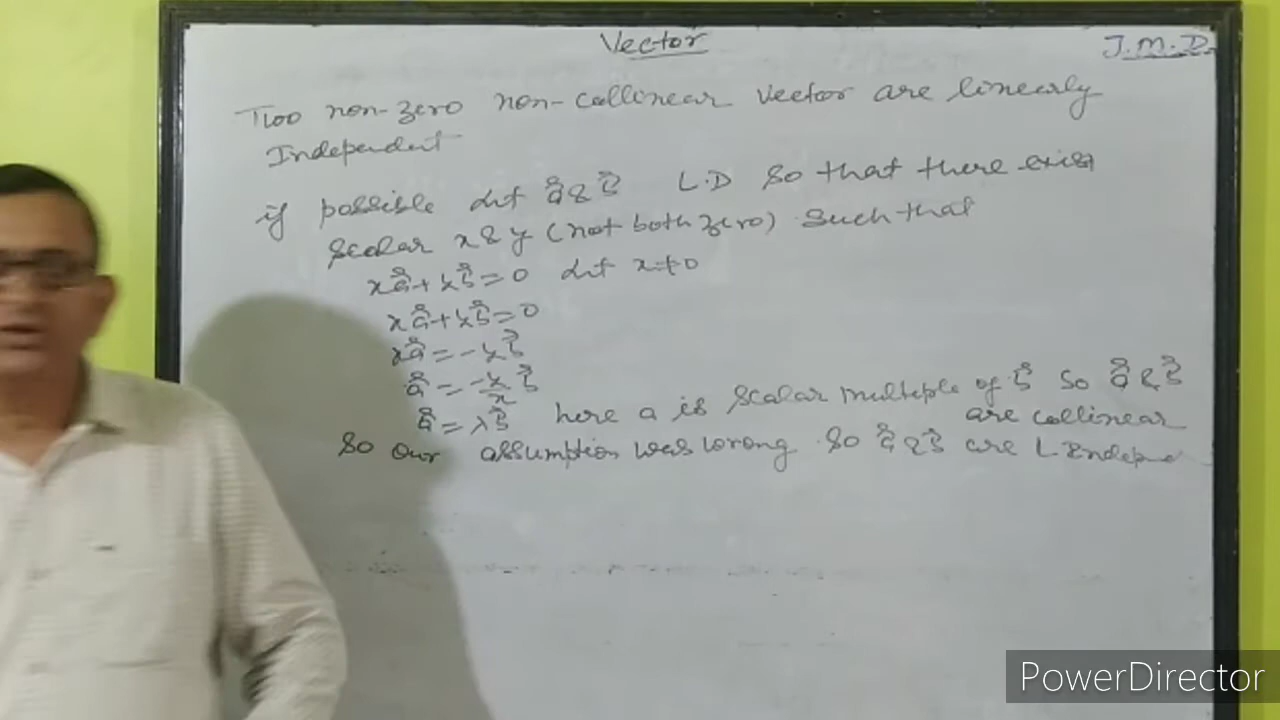 Vector
J.M.D.
Two non-zero non-collinear vector are linearly
Independent
if possible let a⃗ & b⃗ L.D so that there exist
scalar x & y (not both zero) such that
xa⃗ + yb⃗ = 0 let x ≠ 0
xa⃗ + yb⃗ = 0
xa⃗ = -yb⃗
a⃗ = -y/x b⃗
a⃗ = λb⃗ here a is scalar multiple of b⃗ so a⃗ & b⃗
are collinear
So our assumption was wrong. So a⃗ & b⃗ are L Indepe
PowerDirector